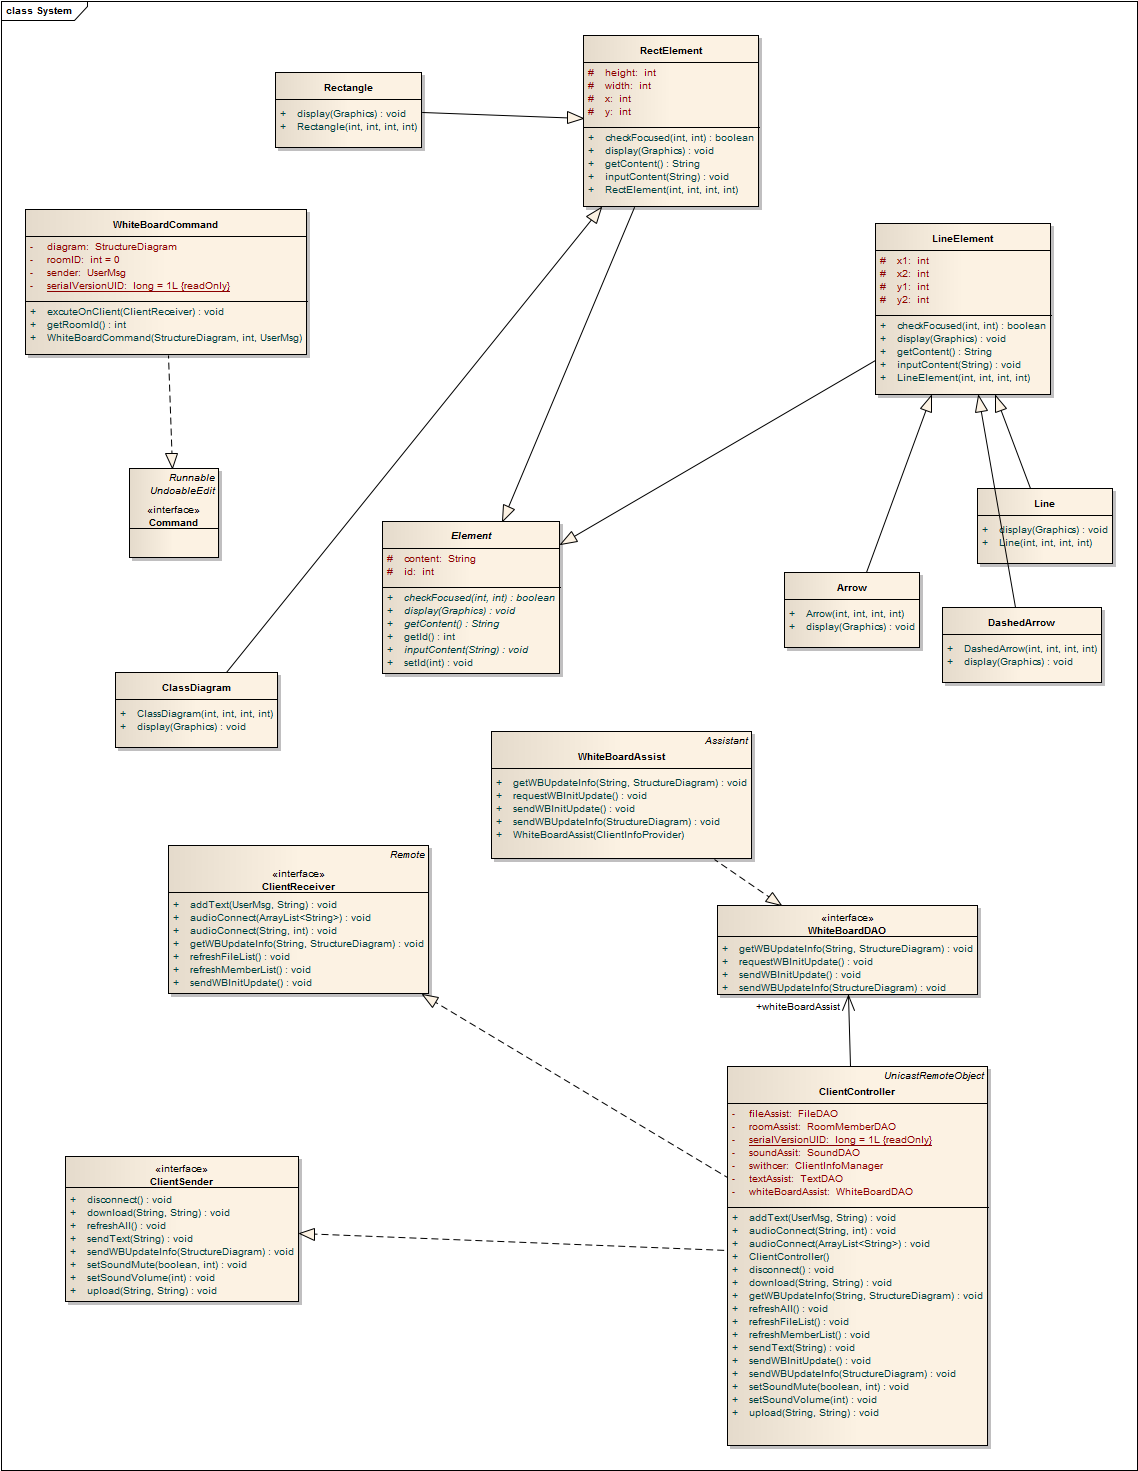 class System
RectElement
# height: int
# width: int
# x: int
# y: int
+ checkFocused(int, int) : boolean
+ display(Graphics) : void
+ getContent() : String
+ inputContent(String) : void
+ RectElement(int, int, int, int)
Rectangle
+ display(Graphics) : void
+ Rectangle(int, int, int, int)
WhiteBoardCommand
- diagram: StructureDiagram
- roomID: int = 0
- sender: UserMsg
- serialVersionUID: long = 1L {readOnly}
+ excuteOnClient(ClientReceiver) : void
+ getRoomId() : int
+ WhiteBoardCommand(StructureDiagram, int, UserMsg)
LineElement
# x1: int
# x2: int
# y1: int
# y2: int
+ checkFocused(int, int) : boolean
+ display(Graphics) : void
+ getContent() : String
+ inputContent(String) : void
+ LineElement(int, int, int, int)
Runnable
UndoableEdit
«interface»
Command
Line
+ display(Graphics) : void
+ Line(int, int, int, int)
Element
# content: String
# id: int
+ checkFocused(int, int) : boolean
+ display(Graphics) : void
+ getContent() : String
+ getId() : int
+ inputContent(String) : void
+ setId(int) : void
Arrow
+ Arrow(int, int, int, int)
+ display(Graphics) : void
DashedArrow
+ DashedArrow(int, int, int, int)
+ display(Graphics) : void
ClassDiagram
+ ClassDiagram(int, int, int, int)
+ display(Graphics) : void
Assistant
WhiteBoardAssist
+ getWBUpdateInfo(String, StructureDiagram) : void
+ requestWBInitUpdate() : void
+ sendWBInitUpdate() : void
+ sendWBUpdateInfo(StructureDiagram) : void
+ WhiteBoardAssist(ClientInfoProvider)
Remote
«interface»
ClientReceiver
+ addText(UserMsg, String) : void
+ audioConnect(ArrayList<String>) : void
+ audioConnect(String, int) : void
+ getWBUpdateInfo(String, StructureDiagram) : void
+ refreshFileList() : void
+ refreshMemberList() : void
+ sendWBInitUpdate() : void
«interface»
WhiteBoardDAO
+ getWBUpdateInfo(String, StructureDiagram) : void
+ requestWBInitUpdate() : void
+ sendWBInitUpdate() : void
+ sendWBUpdateInfo(StructureDiagram) : void
+whiteBoardAssist
UnicastRemoteObject
ClientController
- fileAssist: FileDAO
- roomAssist: RoomMemberDAO
- serialVersionUID: long = 1L {readOnly}
- soundAssit: SoundDAO
- swithcer: ClientInfoManager
- textAssist: TextDAO
- whiteBoardAssist: WhiteBoardDAO
+ addText(UserMsg, String) : void
+ audioConnect(String, int) : void
+ audioConnect(ArrayList<String>) : void
+ ClientController()
+ disconnect() : void
+ download(String, String) : void
+ getWBUpdateInfo(String, StructureDiagram) : void
+ refreshAll() : void
+ refreshFileList() : void
+ refreshMemberList() : void
+ sendText(String) : void
+ sendWBInitUpdate() : void
+ sendWBUpdateInfo(StructureDiagram) : void
+ setSoundMute(boolean, int) : void
+ setSoundVolume(int) : void
+ upload(String, String) : void
«interface»
ClientSender
+ disconnect() : void
+ download(String, String) : void
+ refreshAll() : void
+ sendText(String) : void
+ sendWBUpdateInfo(StructureDiagram) : void
+ setSoundMute(boolean, int) : void
+ setSoundVolume(int) : void
+ upload(String, String) : void